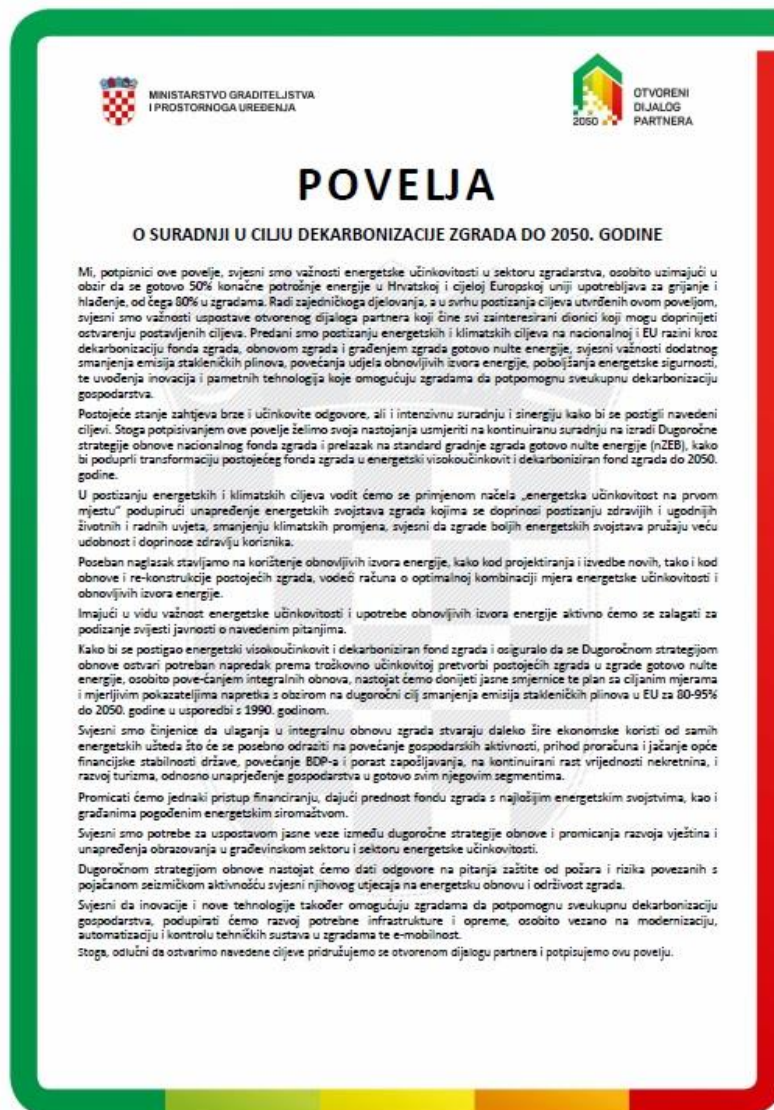 MINISTARSTVO GRADITELJSTVA
I PROSTORNOGA UREĐENJA
2050
OTVORENI
DIJALOG
PARTNERA
POVELJA
O SURADNJI U CILJU DEKARBONIZACIJE ZGRADA DO 2050. GODINE
Mi, potpisnici ove povelje, svjesni smo važnosti energetske učinkovitosti u sektoru zgradarstva, osobito uzimajući u
obzir da se gotovo 50% konačne potrošnje energije u Hrvatskoj i cijeloj Europskoj uniji upotrebljava za grijanje i
hlađenje, od čega 80% u zgradama. Radi zajedničkoga djelovanja, a u svrhu postizanja ciljeva utvrđenih ovom poveljom,
svjesni smo važnosti uspostave otvorenog dijaloga partnera koji čine svi zainteresirani dionici koji mogu doprinijeti
ostvarenju postavljenih ciljeva. Predani smo postizanju energetskih i klimatskih ciljeva na nacionalnoj i EU razini kroz
dekarbonizaciju fonda zgrada, obnovom zgrada i građenjem zgrada gotovo nulte energije, svjesni važnosti dodatnog
smanjenja emisija stakleničkih plinova, povećanja udjela obnovljivih izvora energije, poboljšanja energetske sigurnosti,
te uvođenja inovacija i pametnih tehnologija koje omogućuju zgradama da potpomognu sveukupnu dekarbonizaciju
gospodarstva.
Postojeće stanje zahtjeva brze i učinkovite odgovore, ali i intenzivnu suradnju i sinergiju kako bi se postigli navedeni
ciljevi. Stoga potpisivanjem ove povelje želimo svoja nastojanja usmjeriti na kontinuiranu suradnju na izradi Dugoročne
strategije obnove nacionalnog fonda zgrada i prelazak na standard gradnje zgrada gotovo nulte energije (nZEB), kako
bi poduprli transformaciju postojećeg fonda zgrada u energetski visokoučinkovit i dekarboniziran fond zgrada do 2050.
godine.
U postizanju energetskih i klimatskih ciljeva vodit ćemo se primjenom načela „energetska učinkovitost na prvom
mjestu“ podupirući unapređenje energetskih svojstava zgrada kojima se doprinosi postizanju zdravijih i ugodnijih
životnih i radnih uvjeta, smanjenju klimatskih promjena, svjesni da zgrade boljih energetskih svojstava pružaju veću
udobnost i doprinose zdravlju korisnika.
Poseban naglasak stavljamo na korištenje obnovljivih izvora energije, kako kod projektiranja i izvedbe novih, tako i kod
obnove i re-konstrukcije postojećih zgrada, vodeći računa o optimalnoj kombinaciji mjera energetske učinkovitosti i
obnovljivih izvora energije.
Imajući u vidu važnost energetske učinkovitosti i upotrebe obnovljivih izvora energije aktivno ćemo se zalagati za
podizanje svijesti javnosti o navedenim pitanjima.
Kako bi se postigao energetski visokoučinkovit i dekarboniziran fond zgrada i osiguralo da se Dugoročnom strategijom
obnove ostvari potreban napredak prema troškovno učinkovitoj pretvorbi postojećih zgrada u zgrade gotovo nulte
energije, osobito pove-ćanjem integralnih obnova, nastojat ćemo donijeti jasne smjernice te plan sa ciljanim mjerama
i mjerljivim pokazateljima napretka s obzirom na dugoročni cilj smanjenja emisija stakleničkih plinova u EU za 80-95%
do 2050. godine u usporedbi s 1990. godinom.
Svjesni smo činjenice da ulaganja u integralnu obnovu zgrada stvaraju daleko šire ekonomske koristi od samih
energetskih ušteda što će se posebno odraziti na povećanje gospodarskih aktivnosti, prihod proračuna i jačanje opće
financijske stabilnosti države, povećanje BDP-a i porast zapošljavanja, na kontinuirani rast vrijednosti nekretnina, i
razvoj turizma, odnosno unaprjeđenje gospodarstva u gotovo svim njegovim segmentima.
Promicati ćemo jednaki pristup financiranju, dajući prednost fondu zgrada s najlošijim energetskim svojstvima, kao i
građanima pogođenim energetskim siromaštvom.
Svjesni smo potrebe za uspostavom jasne veze između dugoročne strategije obnove i promicanja razvoja vještina i
unapređenja obrazovanja u građevinskom sektoru i sektoru energetske učinkovitosti.
Dugoročnom strategijom obnove nastojat ćemo dati odgovore na pitanja zaštite od požara i rizika povezanih s
pojačanom seizmičkom aktivnošću svjesni njihovog utjecaja na energetsku obnovu i održivost zgrada.
Svjesni da inovacije i nove tehnologije također omogućuju zgradama da potpomognu sveukupnu dekarbonizaciju
gospodarstva, podupirati ćemo razvoj potrebne infrastrukture i opreme, osobito vezano na modernizaciju,
automatizaciju i kontrolu tehničkih sustava u zgradama te e-mobilnost.
Stoga, odlučni da ostvarimo navedene ciljeve pridružujemo se otvorenom dijalogu partnera i potpisujemo ovu povelju.